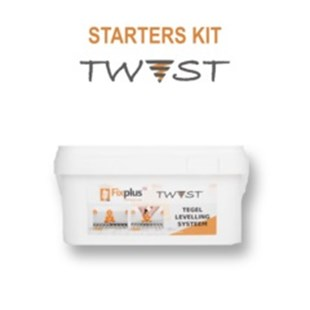 STARTERS KIT
TWIST
Fixplus
TWIST
TEGEL
LEVELLING
SYSTEEM